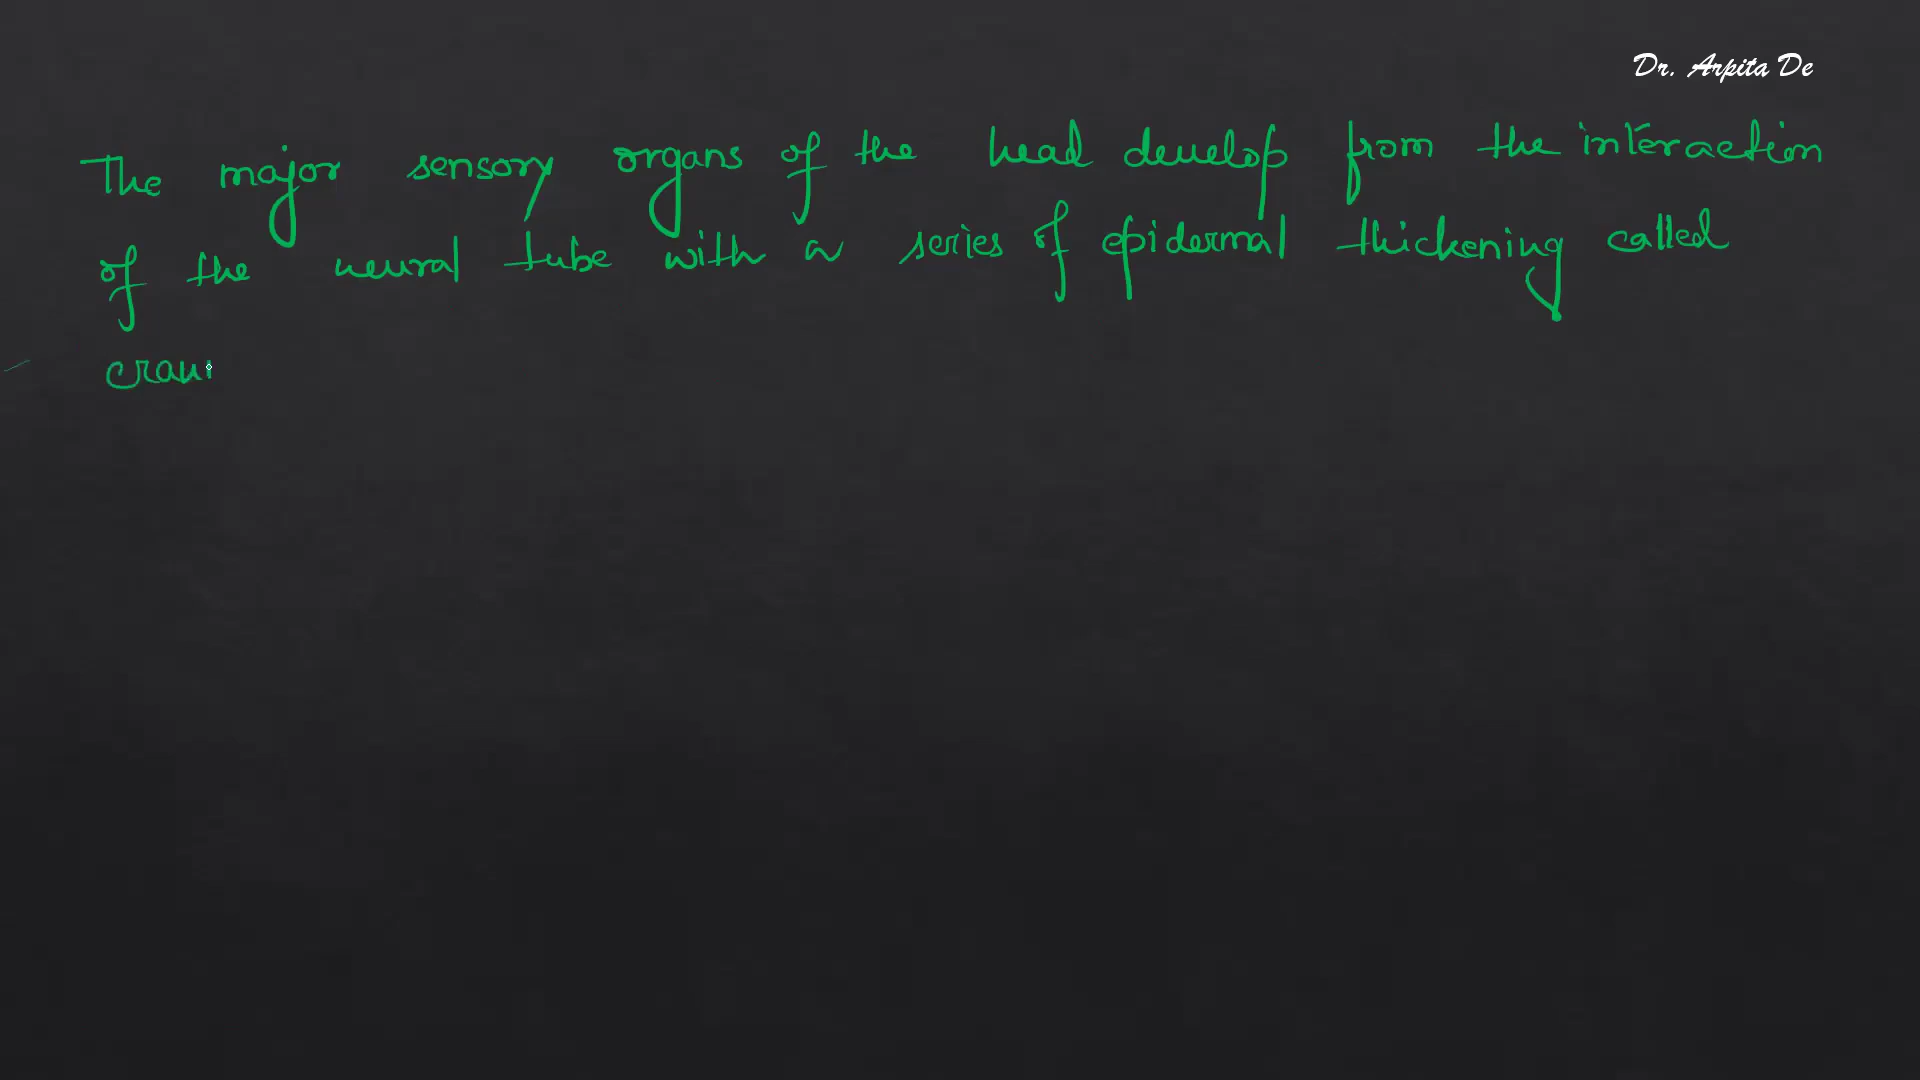 Dr. Arpita De
The major sensory organs of the head develop from the interaction
of the neural tube with a series of epidermal thickening called
crani